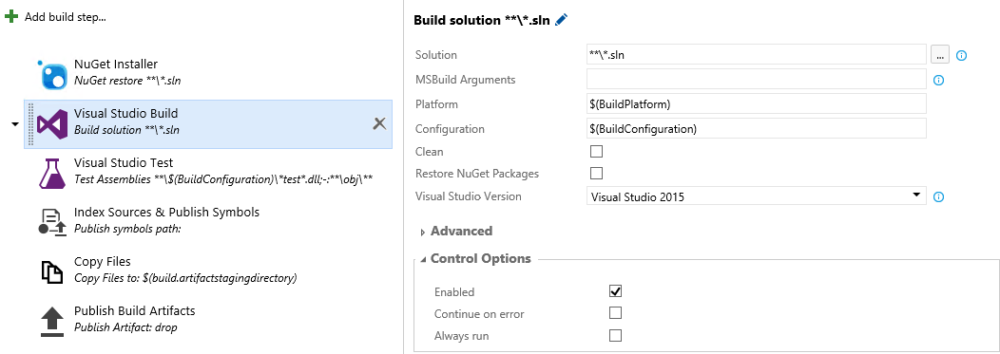 Add build step...
NuGet Installer
NuGet restore **\*.sln
Visual Studio Build
Build solution **\*.sln
Visual Studio Test
Test Assemblies **\$(BuildConfiguration)\*test*.dll;-:**\obj\**
Index Sources & Publish Symbols
Publish symbols path:
Copy Files
Copy Files to: $(build.artifactstagingdirectory)
Publish Build Artifacts
Publish Artifact: drop
Build solution **\*.sln
Solution **\*.sln ...
MSBuild Arguments
Platform $(BuildPlatform)
Configuration $(BuildConfiguration)
Clean
Restore NuGet Packages
Visual Studio Version Visual Studio 2015
Advanced
Control Options
Enabled
Continue on error
Always run